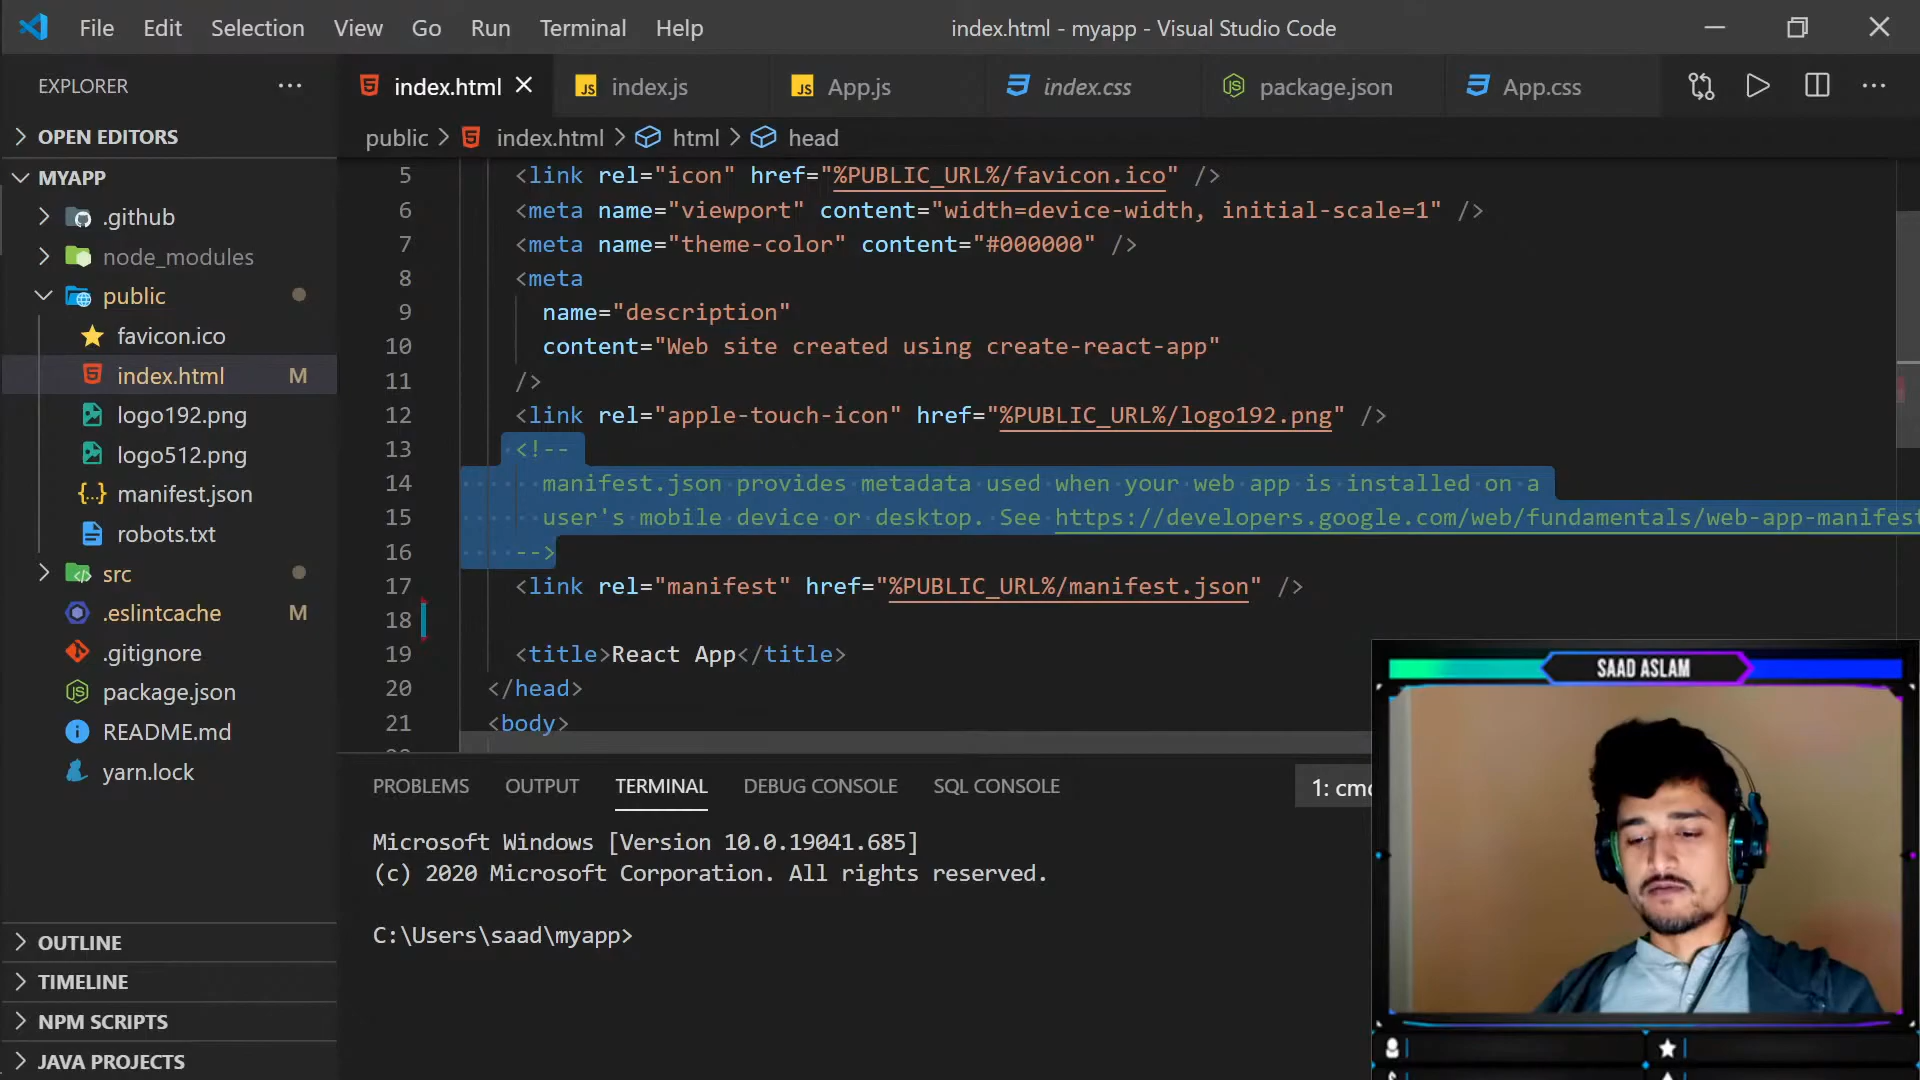 File Edit Selection View Go Run Terminal Help index.html - myapp - Visual Studio Code
EXPLORER
OPEN EDITORS
MYAPP
.github
node_modules
public
favicon.ico
index.html M
logo192.png
logo512.png
manifest.json
robots.txt
src
.eslintcache M
.gitignore
package.json
README.md
yarn.lock
OUTLINE
TIMELINE
NPM SCRIPTS
JAVA PROJECTS
index.html index.js App.js index.css package.json App.css
public > index.html > html > head
5 <link rel="icon" href="%PUBLIC_URL%/favicon.ico" />
6 <meta name="viewport" content="width=device-width, initial-scale=1" />
7 <meta name="theme-color" content="#000000" />
8 <meta
9 name="description"
10 content="Web site created using create-react-app"
11 />
12 <link rel="apple-touch-icon" href="%PUBLIC_URL%/logo192.png" />
13 <!--
14 manifest.json provides metadata used when your web app is installed on a
15 user's mobile device or desktop. See https://developers.google.com/web/fundamentals/web-app-manifest
16 -->
17 <link rel="manifest" href="%PUBLIC_URL%/manifest.json" />
18
19 <title>React App</title>
20 </head>
21 <body>
PROBLEMS OUTPUT TERMINAL DEBUG CONSOLE SQL CONSOLE 1: cmd
Microsoft Windows [Version 10.0.19041.685]
(c) 2020 Microsoft Corporation. All rights reserved.
C:\Users\saad\myapp>
SAAD ASLAM